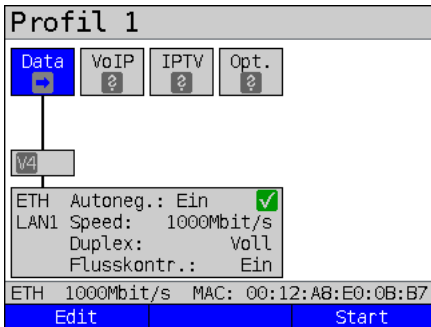 Profil 1
Data VoIP IPTV Opt.
V4
ETH Autoneg.: Ein
LAN1 Speed: 1000Mbit/s
Duplex: Voll
Flusskontr.: Ein
ETH 1000Mbit/s MAC: 00:12:A8:E0:0B:B7
Edit Start